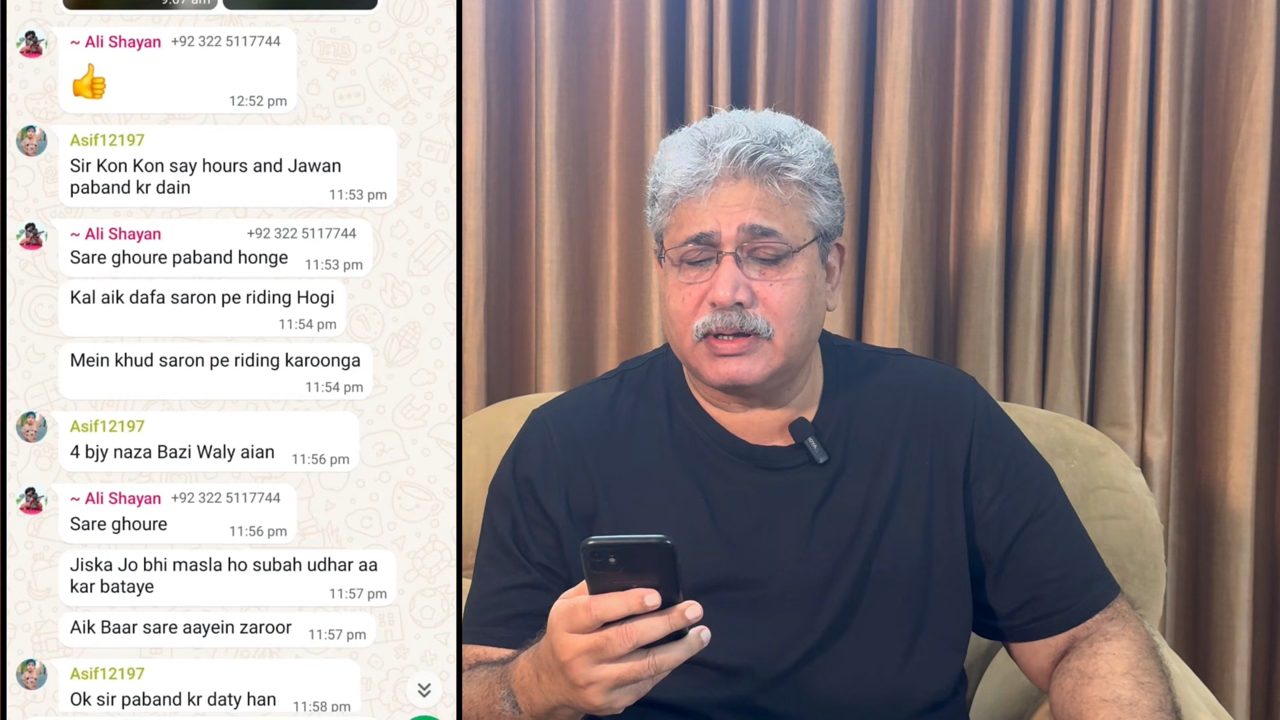 9:07 am
~ Ali Shayan +92 322 5117744
👍
12:52 pm
Asif12197
Sir Kon Kon say hours and Jawan
paband kr dain
11:53 pm
~ Ali Shayan +92 322 5117744
Sare ghoure paband honge 11:53 pm
Kal aik dafa saron pe riding Hogi
11:54 pm
Mein khud saron pe riding karoonga
11:54 pm
Asif12197
4 bjy naza Bazi Waly aian 11:56 pm
~ Ali Shayan +92 322 5117744
Sare ghoure 11:56 pm
Jiska Jo bhi masla ho subah udhar aa
kar bataye 11:57 pm
Aik Baar sare aayein zaroor 11:57 pm
Asif12197
Ok sir paband kr daty han 11:58 pm